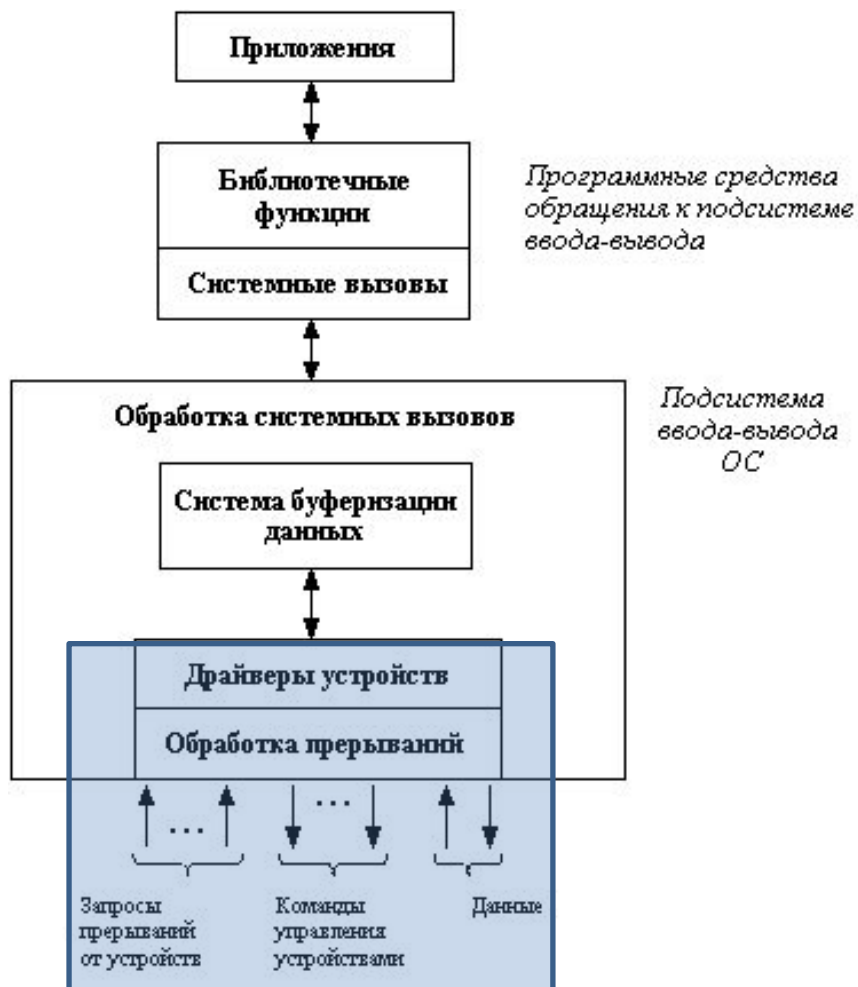 Приложения
Библиотечные
функции
Системные вызовы
Программные средства
обращения к подсистеме
ввода-вывода
Обработка системных вызовов
Подсистема
ввода-вывода
ОС
Система буферизации
данных
Драйверы устройств
Обработка прерываний
...
...
Запросы
прерываний
от устройств
Команды
управления
устройствами
Данные